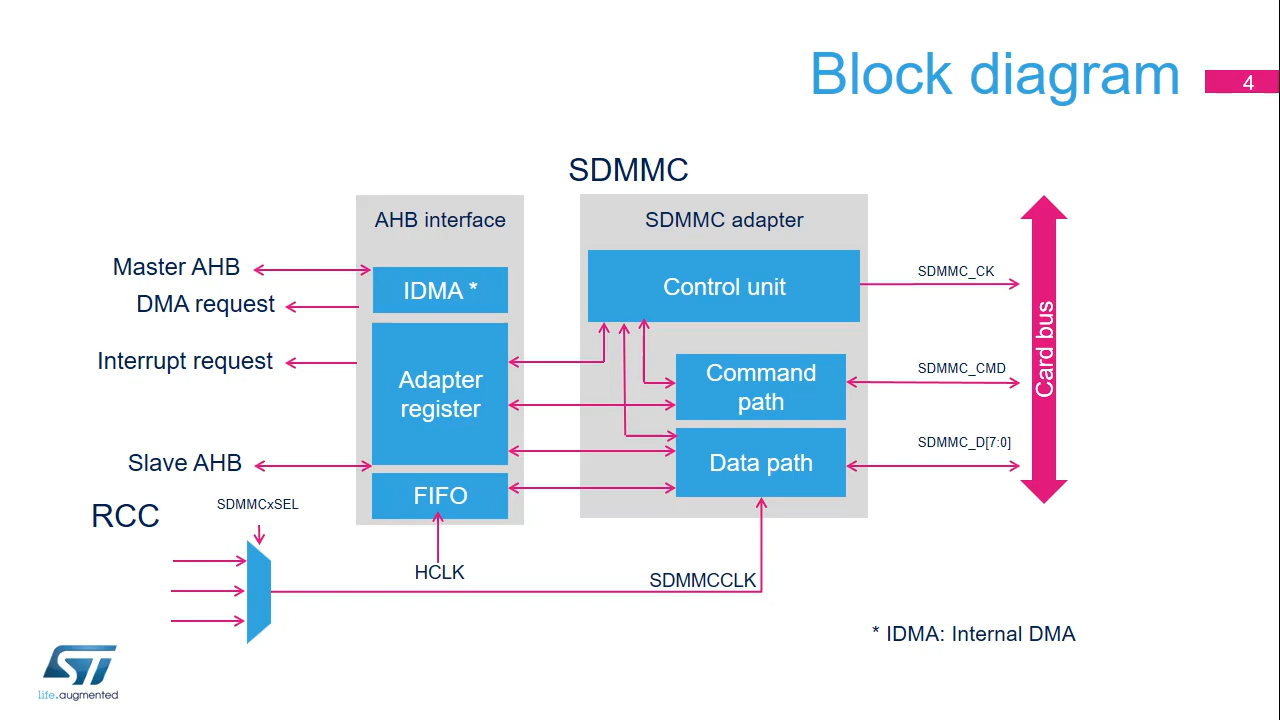 Block diagram
4
SDMMC
AHB interface
SDMMC adapter
Master AHB
IDMA *
Control unit
SDMMC_CK
DMA request
Interrupt request
Adapter
register
Command
path
SDMMC_CMD
Card bus
Slave AHB
Data path
SDMMC_D[7:0]
FIFO
RCC
SDMMCxSEL
HCLK
SDMMCCLK
* IDMA: Internal DMA
ST
life.augmented